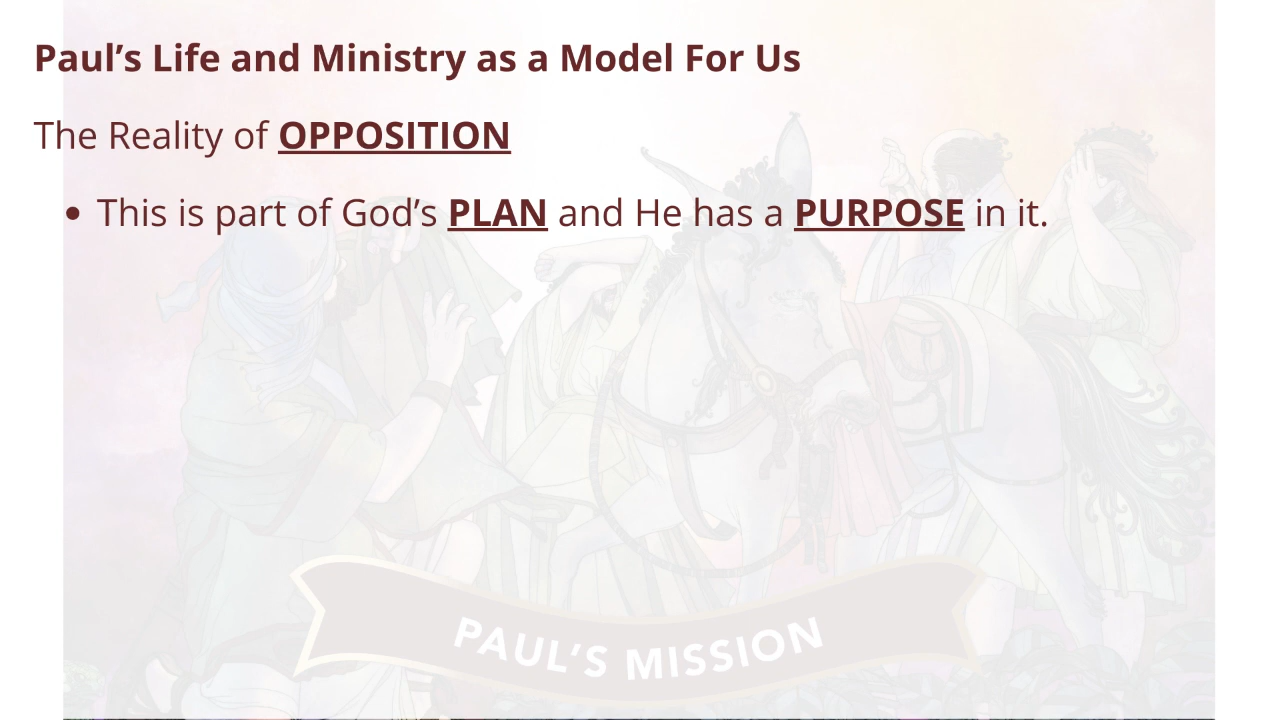 Paul’s Life and Ministry as a Model For Us
The Reality of OPPOSITION
• This is part of God’s PLAN and He has a PURPOSE in it.
PAUL’S MISSION